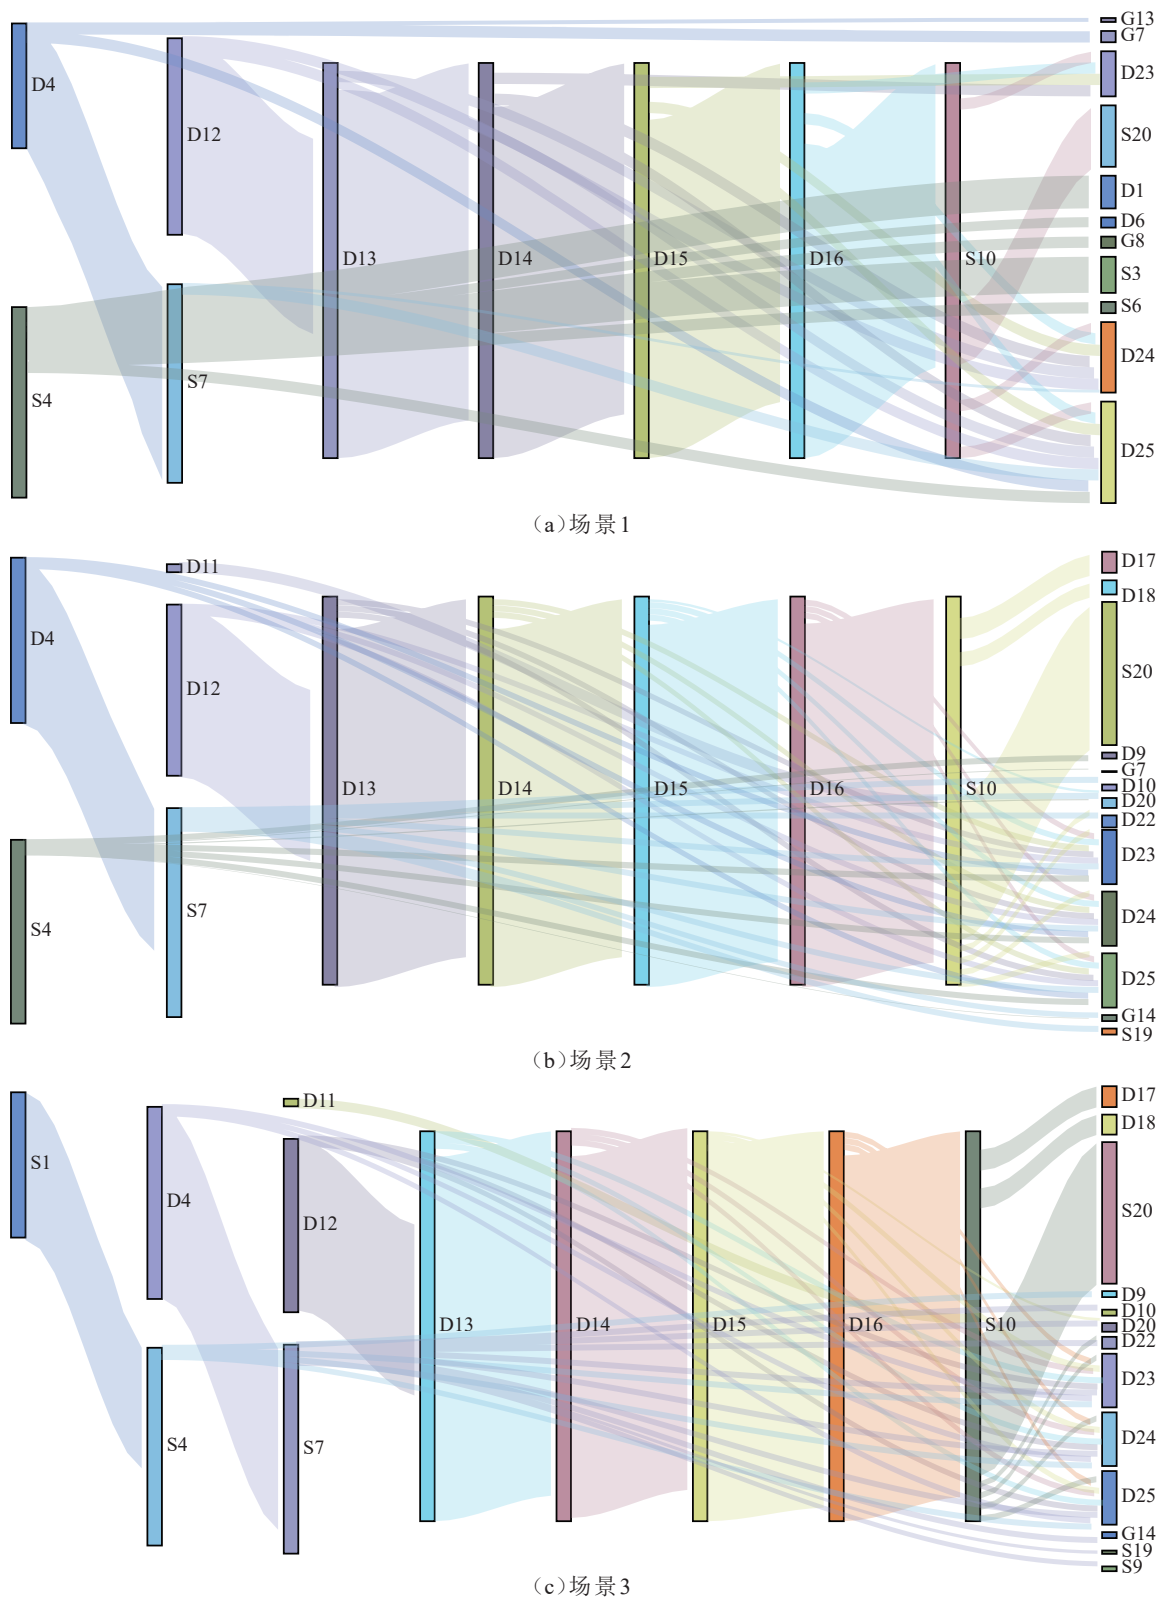 G13
G7
D4
D23
D12
S20
D1
D6
G8
D13
D14
D15
D16
S10
S3
S6
D24
S7
S4
D25
(a)场景1
D11
D17
D18
D4
D12
S20
D9
G7
D13
D14
D15
D16
S10
D10
D20
D22
D23
S7
S4
D24
D25
G14
S19
(b)场景2
D11
D17
D18
S1
D4
D12
S20
D9
D10
D13
D14
D15
D16
S10
D20
D22
D23
S4
S7
D24
D25
G14
S19
S9
(c)场景3